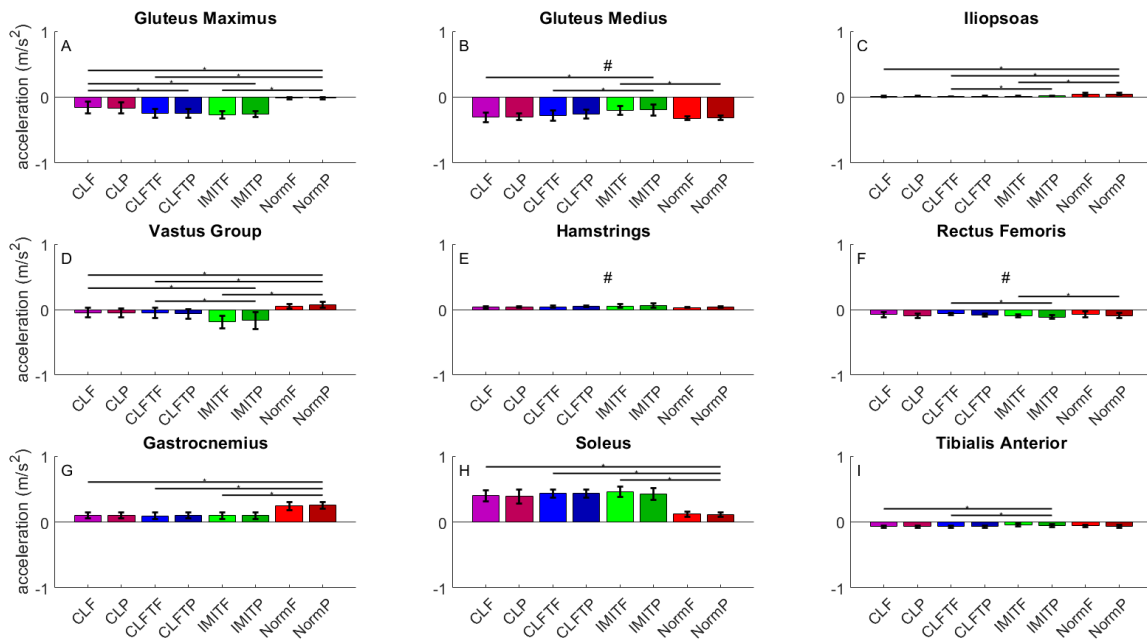 Gluteus Maximus
Gluteus Medius
Iliopsoas
A
B
C
#
acceleration (m/s²)
1
0
-1
1
0
-1
1
0
-1
CLF CLP CLFTF CLFTP IMITF IMITP NormF NormP
CLF CLP CLFTF CLFTP IMITF IMITP NormF NormP
CLF CLP CLFTF CLFTP IMITF IMITP NormF NormP
Vastus Group
Hamstrings
Rectus Femoris
D
E
F
#
#
acceleration (m/s²)
1
0
-1
1
0
-1
1
0
-1
CLF CLP CLFTF CLFTP IMITF IMITP NormF NormP
CLF CLP CLFTF CLFTP IMITF IMITP NormF NormP
CLF CLP CLFTF CLFTP IMITF IMITP NormF NormP
Gastrocnemius
Soleus
Tibialis Anterior
G
H
I
acceleration (m/s²)
1
0
-1
1
0
-1
1
0
-1
CLF CLP CLFTF CLFTP IMITF IMITP NormF NormP
CLF CLP CLFTF CLFTP IMITF IMITP NormF NormP
CLF CLP CLFTF CLFTP IMITF IMITP NormF NormP